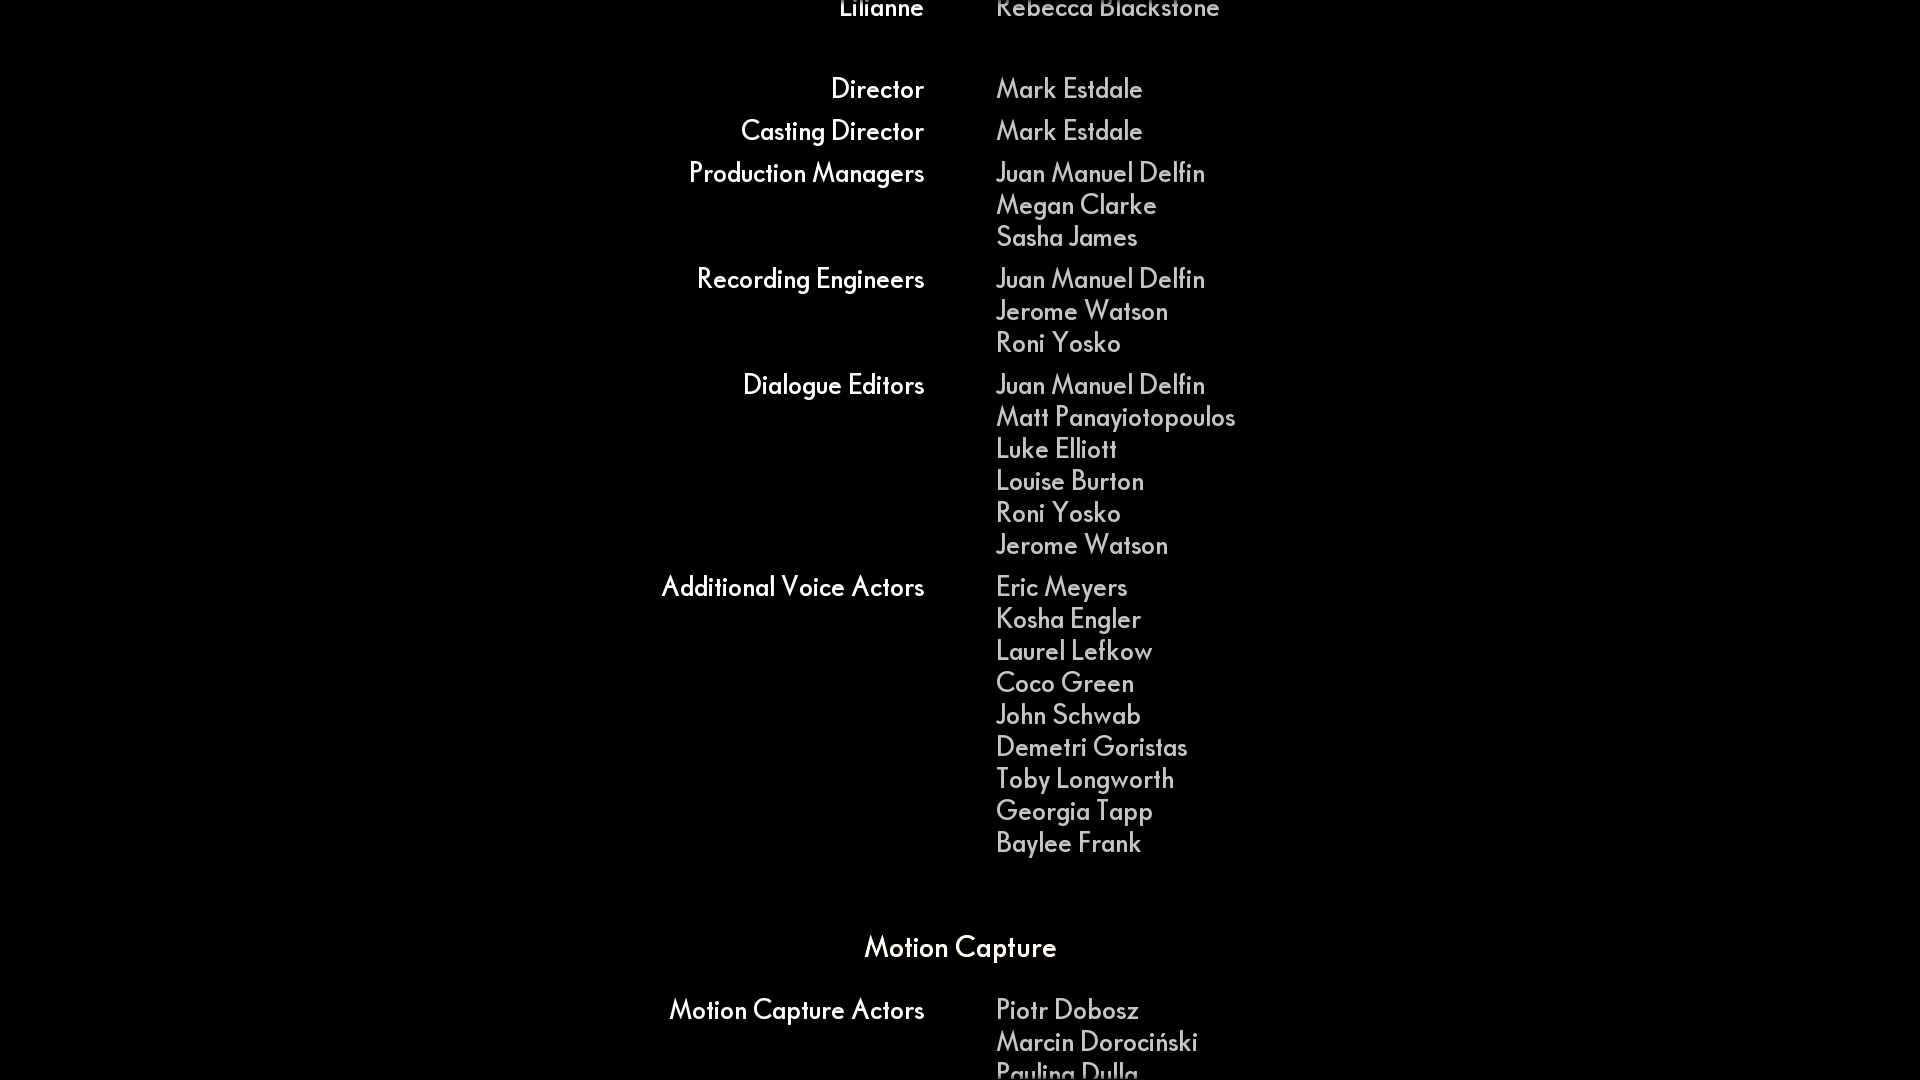 Lilianne Rebecca Blackstone
Director Mark Estdale
Casting Director Mark Estdale
Production Managers Juan Manuel Delfin
Megan Clarke
Sasha James
Recording Engineers Juan Manuel Delfin
Jerome Watson
Roni Yosko
Dialogue Editors Juan Manuel Delfin
Matt Panayiotopoulos
Luke Elliott
Louise Burton
Roni Yosko
Jerome Watson
Additional Voice Actors Eric Meyers
Kosha Engler
Laurel Lefkow
Coco Green
John Schwab
Demetri Goristas
Toby Longworth
Georgia Tapp
Baylee Frank
Motion Capture
Motion Capture Actors Piotr Dobosz
Marcin Dorociński
Paulina Dulla